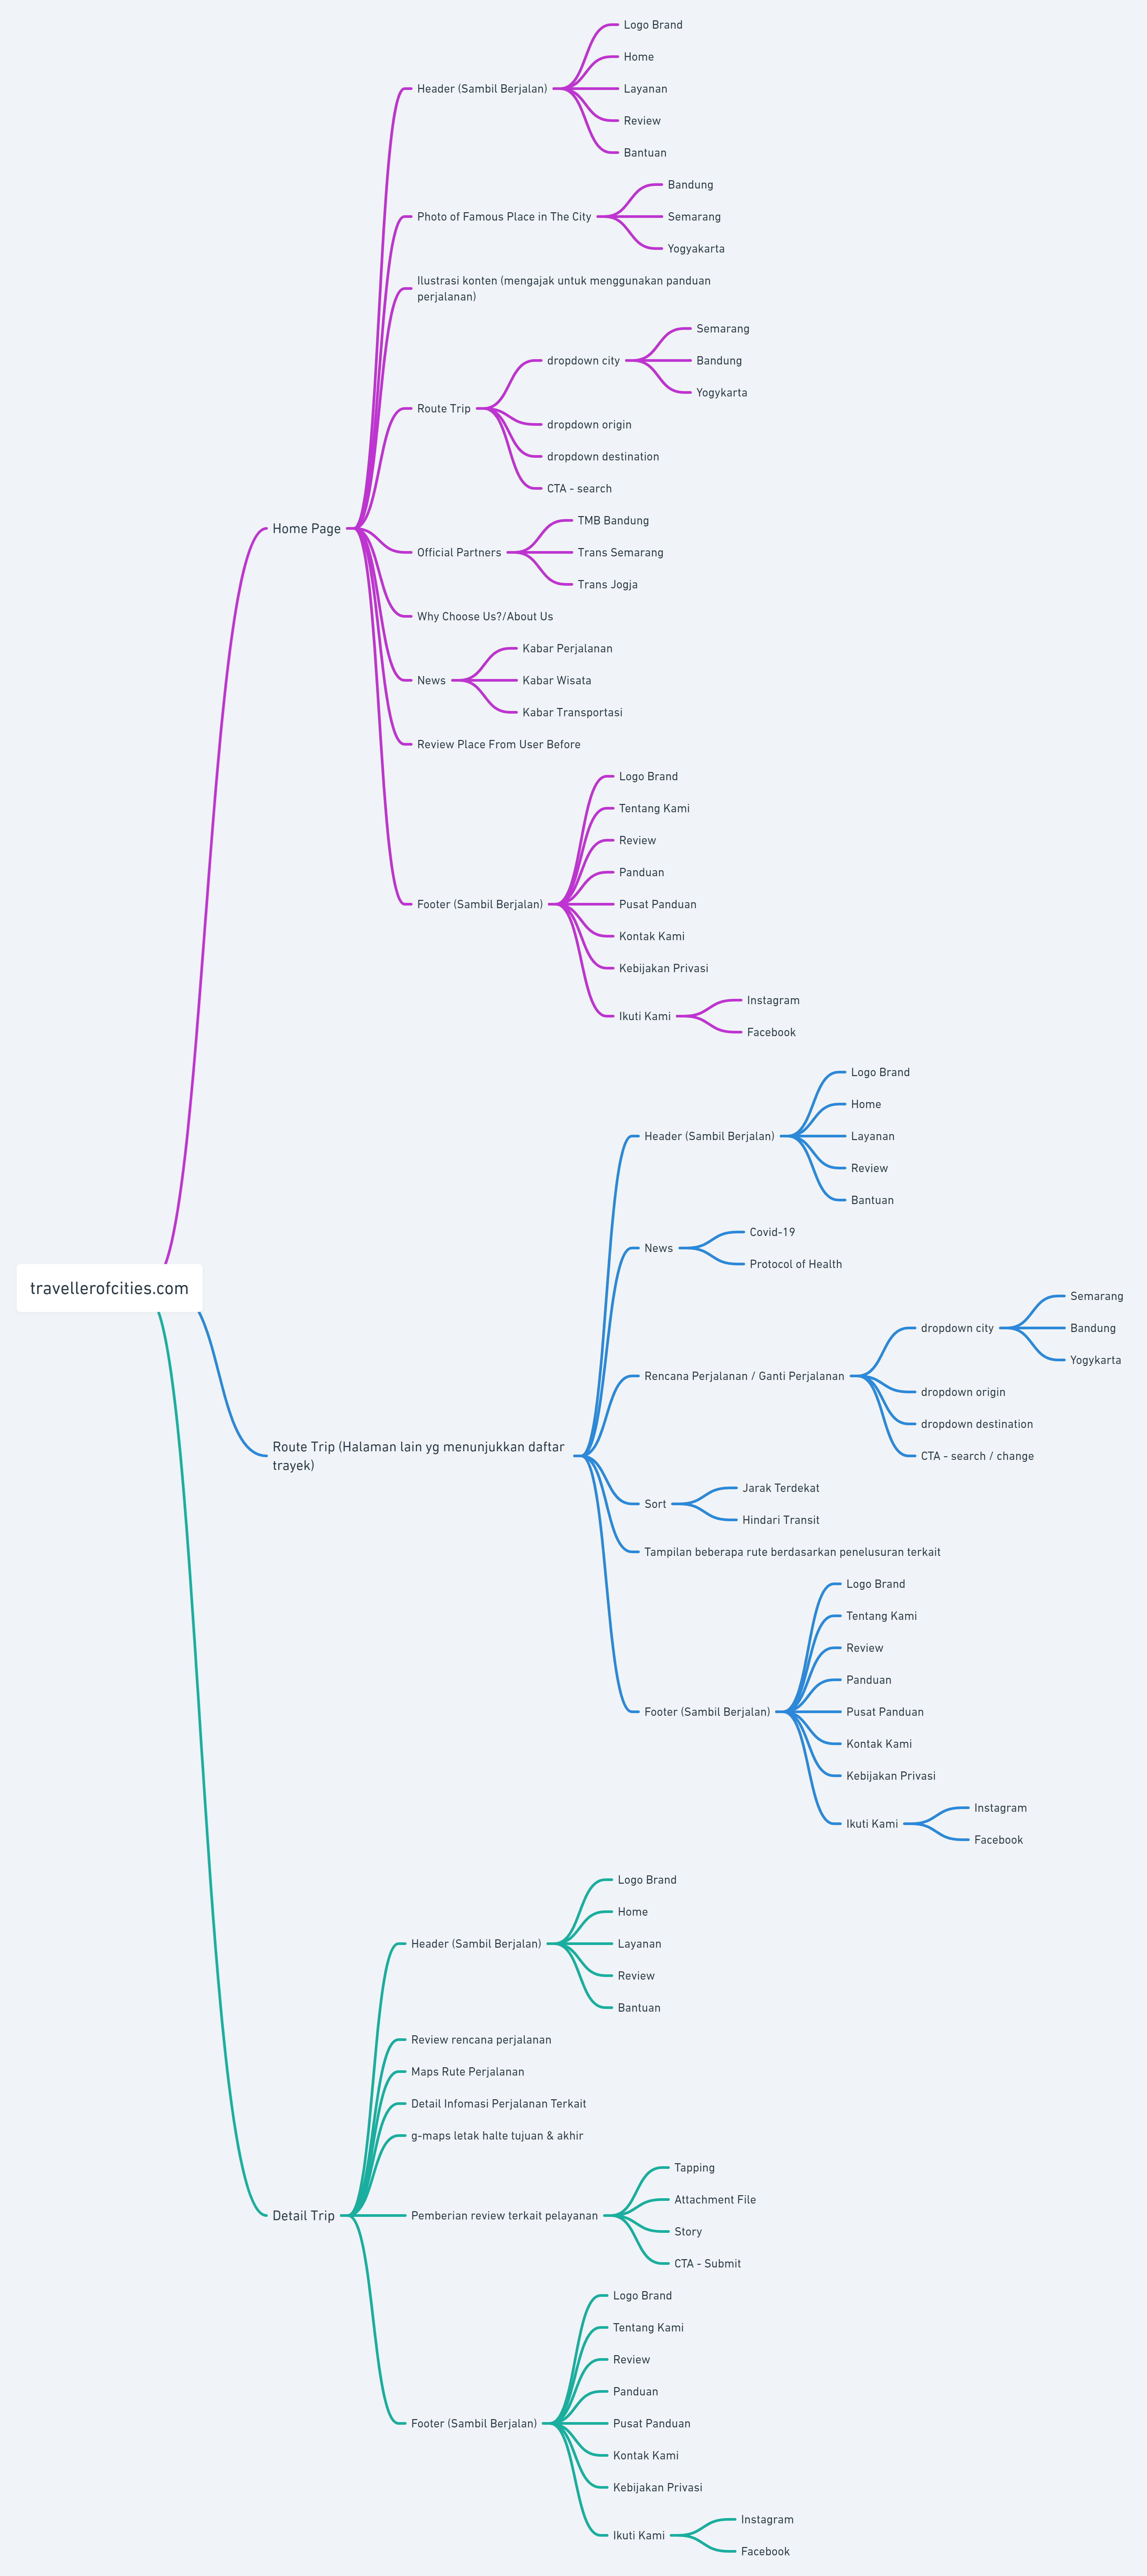 travellerofcities.com
Home Page
Header (Sambil Berjalan)
Logo Brand
Home
Layanan
Review
Bantuan
Photo of Famous Place in The City
Bandung
Semarang
Yogyakarta
Ilustrasi konten (mengajak untuk menggunakan panduan
perjalanan)
Route Trip
dropdown city
Semarang
Bandung
Yogykarta
dropdown origin
dropdown destination
CTA - search
Official Partners
TMB Bandung
Trans Semarang
Trans Jogja
Why Choose Us?/About Us
News
Kabar Perjalanan
Kabar Wisata
Kabar Transportasi
Review Place From User Before
Footer (Sambil Berjalan)
Logo Brand
Tentang Kami
Review
Panduan
Pusat Panduan
Kontak Kami
Kebijakan Privasi
Ikuti Kami
Instagram
Facebook
Route Trip (Halaman lain yg menunjukkan daftar
trayek)
Header (Sambil Berjalan)
Logo Brand
Home
Layanan
Review
Bantuan
News
Covid-19
Protocol of Health
Rencana Perjalanan / Ganti Perjalanan
dropdown city
Semarang
Bandung
Yogykarta
dropdown origin
dropdown destination
CTA - search / change
Sort
Jarak Terdekat
Hindari Transit
Tampilan beberapa rute berdasarkan penelusuran terkait
Footer (Sambil Berjalan)
Logo Brand
Tentang Kami
Review
Panduan
Pusat Panduan
Kontak Kami
Kebijakan Privasi
Ikuti Kami
Instagram
Facebook
Detail Trip
Header (Sambil Berjalan)
Logo Brand
Home
Layanan
Review
Bantuan
Review rencana perjalanan
Maps Rute Perjalanan
Detail Infomasi Perjalanan Terkait
g-maps letak halte tujuan & akhir
Pemberian review terkait pelayanan
Tapping
Attachment File
Story
CTA - Submit
Footer (Sambil Berjalan)
Logo Brand
Tentang Kami
Review
Panduan
Pusat Panduan
Kontak Kami
Kebijakan Privasi
Ikuti Kami
Instagram
Facebook